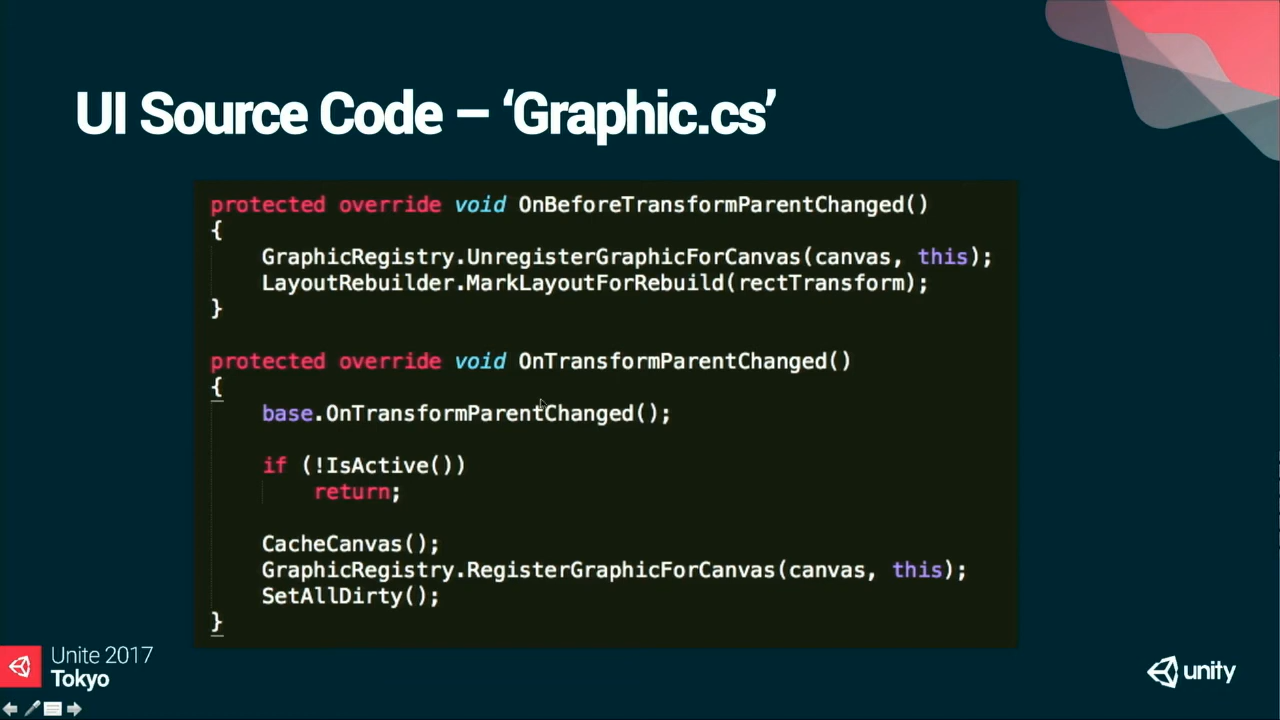 UI Source Code – ‘Graphic.cs’
protected override void OnBeforeTransformParentChanged()
{
    GraphicRegistry.UnregisterGraphicForCanvas(canvas, this);
    LayoutRebuilder.MarkLayoutForRebuild(rectTransform);
}
protected override void OnTransformParentChanged()
{
    base.OnTransformParentChanged();
    if (!IsActive())
        return;
    CacheCanvas();
    GraphicRegistry.RegisterGraphicForCanvas(canvas, this);
    SetAllDirty();
}
Unite 2017
Tokyo
unity